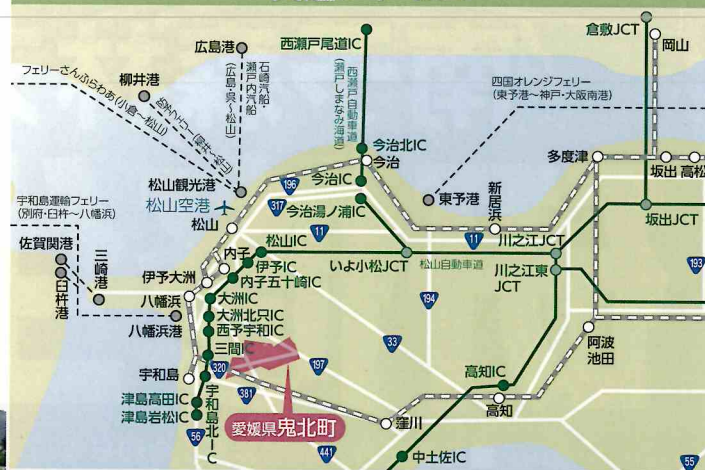 倉敷JCT
岡山
広島港
西瀬戸尾道IC
石崎汽船
瀬戸内汽船
(広島・呉〜松山)
柳井港
フェリーさんふらわあ(小倉〜松山)
西瀬戸自動車道
(瀬戸しまなみ海道)
四国オレンジフェリー
(東予港〜神戸・大阪南港)
今治北IC
今治
多度津
坂出
高松
松山観光港
196
今治IC
東予港
新居浜
松山空港
317
今治湯ノ浦IC
坂出JCT
宇和島運輸フェリー
(別府・臼杵〜八幡浜)
松山
11
11
川之江JCT
佐賀関港
臼杵港
三崎港
内子
松山IC
伊予IC
いよ小松JCT
松山自動車道
川之江東
JCT
193
伊予大洲
内子五十崎IC
八幡浜
大洲IC
194
八幡浜港
大洲北只IC
西予宇和IC
33
阿波
池田
三間IC
320
197
宇和島
宇和島北IC
381
高知IC
高知
津島高田IC
津島岩松IC
愛媛県鬼北町
窪川
56
441
中土佐IC
55